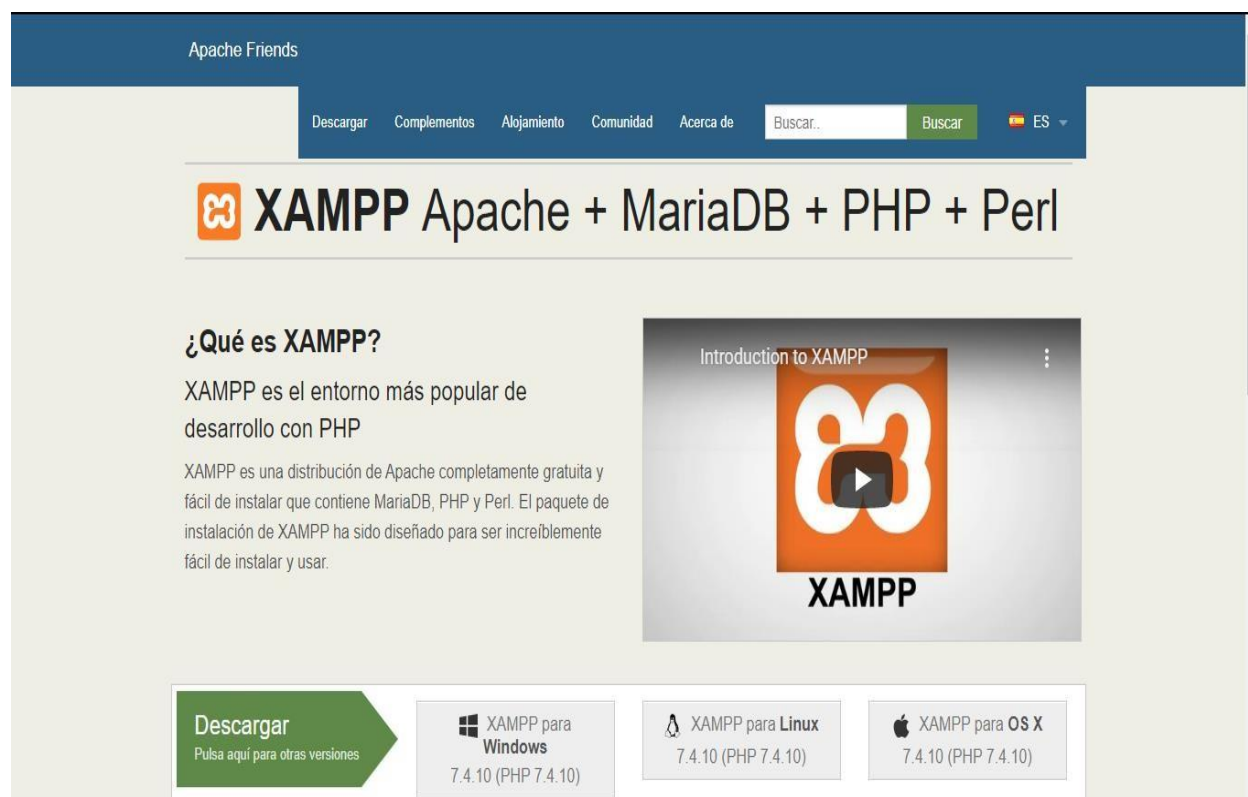 Apache Friends
Descargar Complementos Alojamiento Comunidad Acerca de Buscar.. Buscar ES
XAMPP Apache + MariaDB + PHP + Perl
¿Qué es XAMPP?
XAMPP es el entorno más popular de
desarrollo con PHP
XAMPP es una distribución de Apache completamente gratuita y
fácil de instalar que contiene MariaDB, PHP y Perl. El paquete de
instalación de XAMPP ha sido diseñado para ser increíblemente
fácil de instalar y usar.
Introduction to XAMPP
XAMPP
Descargar
Pulsa aquí para otras versiones
XAMPP para
Windows
7.4.10 (PHP 7.4.10)
XAMPP para Linux
7.4.10 (PHP 7.4.10)
XAMPP para OS X
7.4.10 (PHP 7.4.10)